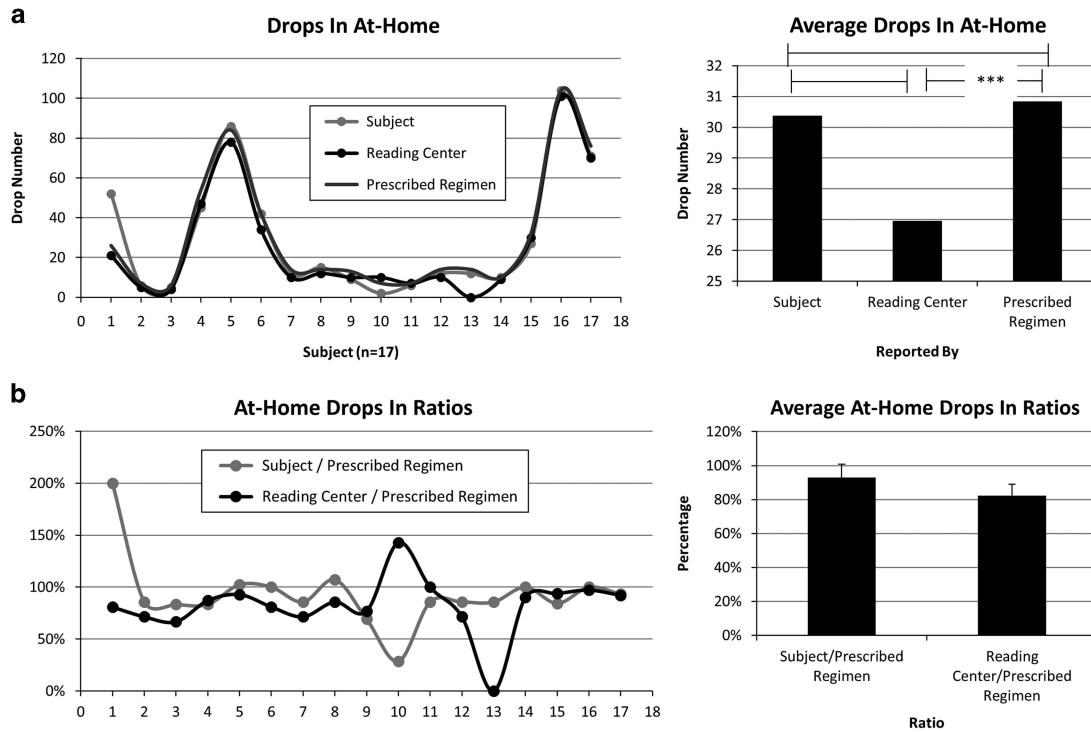 a
Drops In At-Home
120
100
80
60
40
20
0
Drop Number
Subject
Reading Center
Prescribed Regimen
0 1 2 3 4 5 6 7 8 9 10 11 12 13 14 15 16 17 18
Subject (n=17)
Average Drops In At-Home
32
31
30
29
28
27
26
25
Drop Number
***
Subject
Reading Center
Prescribed
Regimen
Reported By
b
At-Home Drops In Ratios
250%
200%
150%
100%
50%
0%
Subject / Prescribed Regimen
Reading Center / Prescribed Regimen
0 1 2 3 4 5 6 7 8 9 10 11 12 13 14 15 16 17 18
Average At-Home Drops In Ratios
120%
100%
80%
60%
40%
20%
0%
Percentage
Subject/Prescribed
Regimen
Reading
Center/Prescribed
Regimen
Ratio